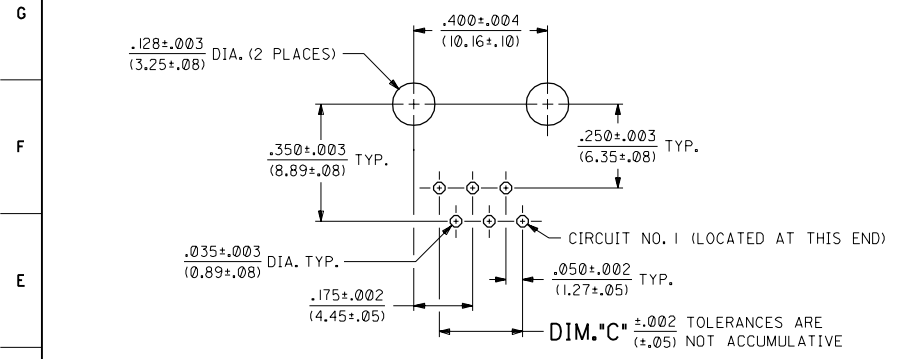 G
.400±.004
(10.16±.10)
.128±.003
(3.25±.08) DIA. (2 PLACES)
F
.350±.003
(8.89±.08) TYP.
.250±.003
(6.35±.08) TYP.
CIRCUIT NO. 1 (LOCATED AT THIS END)
.035±.003
(0.89±.08) DIA. TYP.
E
.050±.002
(1.27±.05) TYP.
.175±.002
(4.45±.05)
DIM."C" ±.002 TOLERANCES ARE
(±.05) NOT ACCUMULATIVE